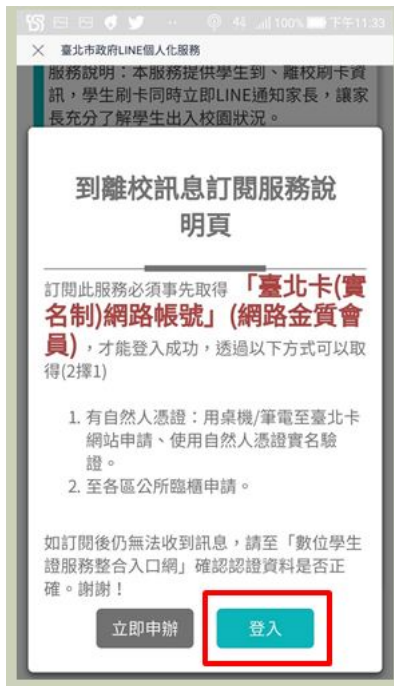 4G 100% 下午11:33
臺北市政府LINE個人化服務
服務說明：本服務提供學生到、離校刷卡資
訊，學生刷卡同時立即LINE通知家長，讓家
長充分了解學生出入校園狀況。
到離校訊息訂閱服務說
明頁
訂閱此服務必須事先取得 「臺北卡(實
名制)網路帳號」(網路金質會
員)，才能登入成功，透過以下方式可以取
得(2擇1)
1. 有自然人憑證：用桌機/筆電至臺北卡
網站申請、使用自然人憑證實名驗
證。
2. 至各區公所臨櫃申請。
如訂閱後仍無法收到訊息，請至「數位學生
證服務整合入口網」確認認證資料是否正
確。謝謝！
立即申辦 登入